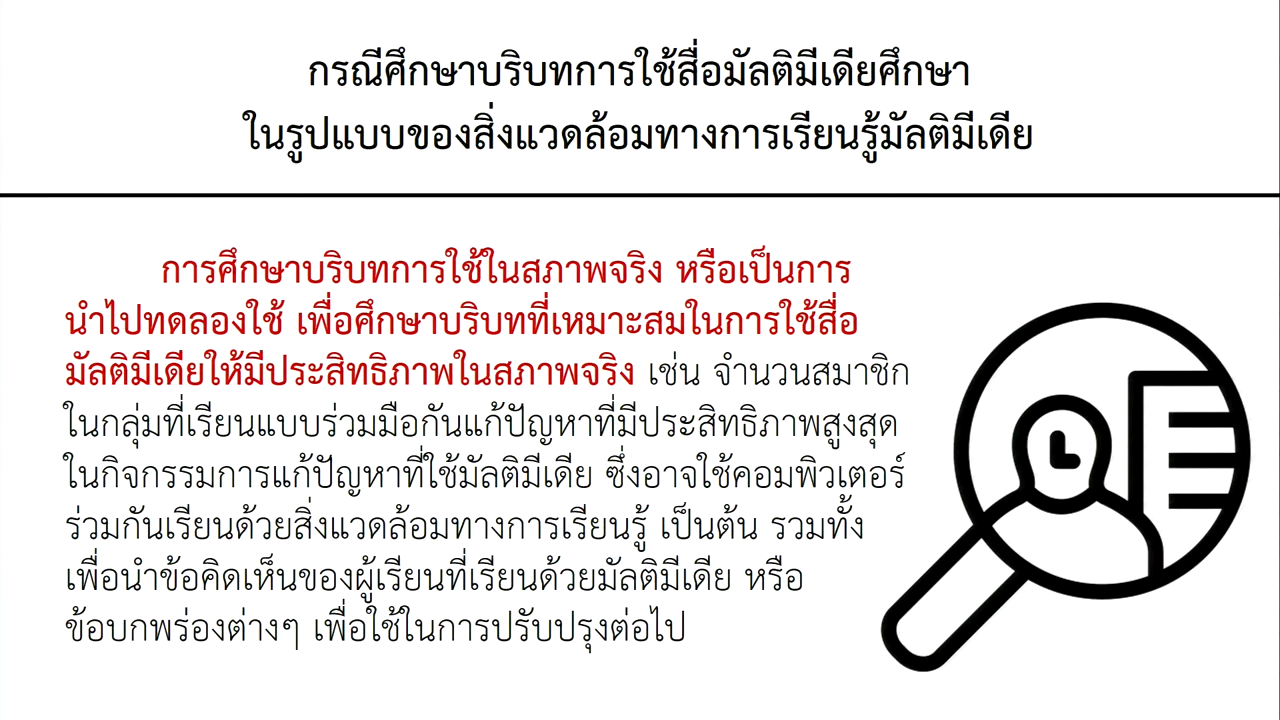 กรณีศึกษาบริบทการใช้สื่อมัลติมีเดียศึกษา
ในรูปแบบของสิ่งแวดล้อมทางการเรียนรู้มัลติมีเดีย
การศึกษาบริบทการใช้ในสภาพจริง หรือเป็นการ
นำไปทดลองใช้ เพื่อศึกษาบริบทที่เหมาะสมในการใช้สื่อ
มัลติมีเดียให้มีประสิทธิภาพในสภาพจริง เช่น จำนวนสมาชิก
ในกลุ่มที่เรียนแบบร่วมมือกันแก้ปัญหาที่มีประสิทธิภาพสูงสุด
ในกิจกรรมการแก้ปัญหาที่ใช้มัลติมีเดีย ซึ่งอาจใช้คอมพิวเตอร์
ร่วมกันเรียนด้วยสิ่งแวดล้อมทางการเรียนรู้ เป็นต้น รวมทั้ง
เพื่อนำข้อคิดเห็นของผู้เรียนที่เรียนด้วยมัลติมีเดีย หรือ
ข้อบกพร่องต่างๆ เพื่อใช้ในการปรับปรุงต่อไป